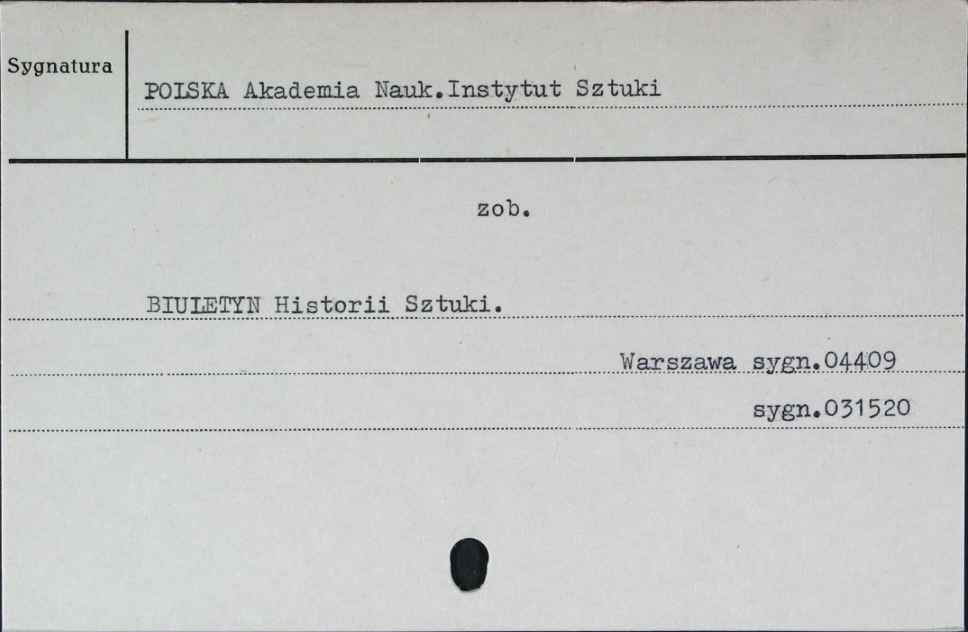 Sygnatura
POLSKA Akademia Nauk.Instytut Sztuki
zob.
BIULETYN Historii Sztuki.
Warszawa sygn.04409
sygn.031520